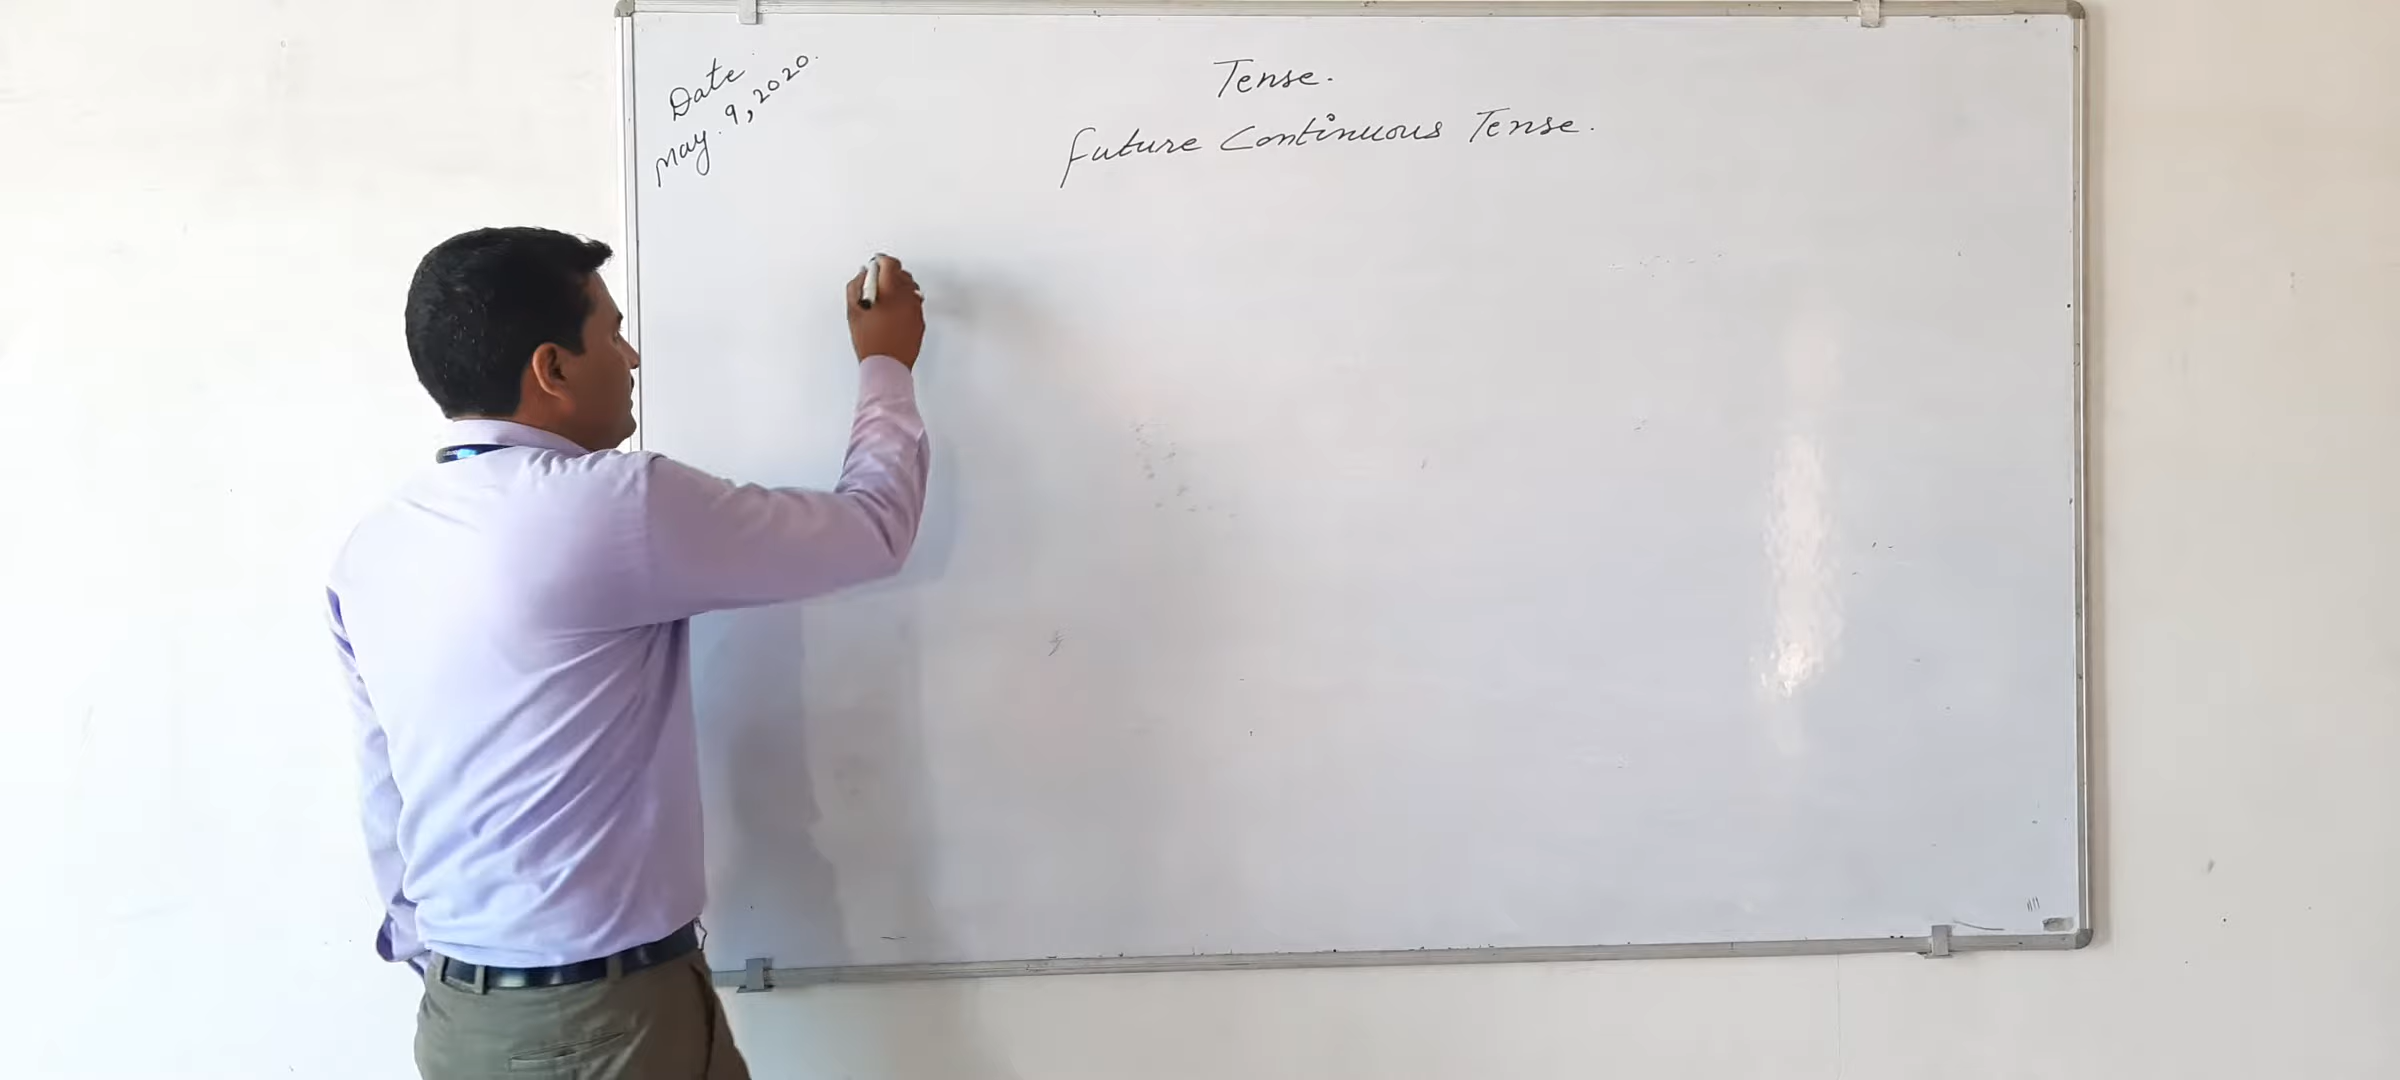 Date
May. 9, 2020.
Tense.
Future Continuous Tense.